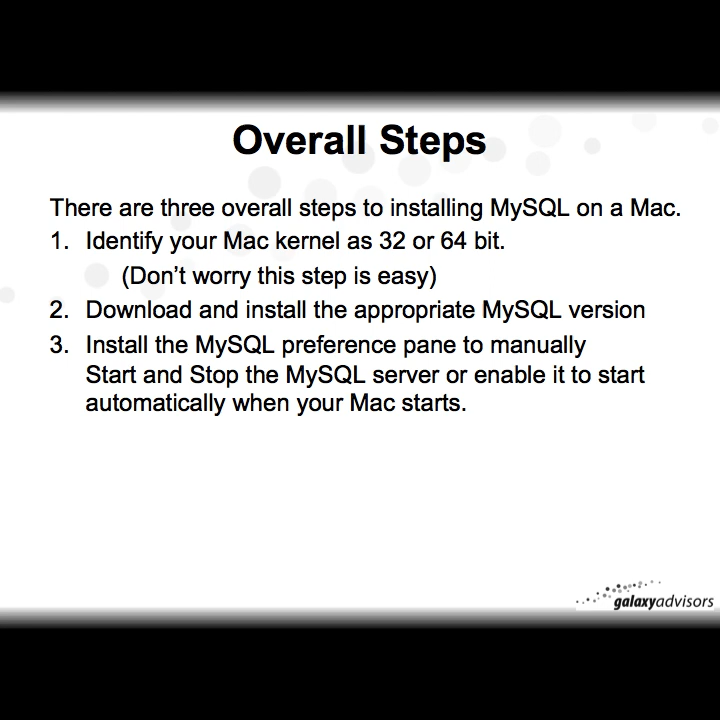 Overall Steps
There are three overall steps to installing MySQL on a Mac.
1. Identify your Mac kernel as 32 or 64 bit.
(Don’t worry this step is easy)
2. Download and install the appropriate MySQL version
3. Install the MySQL preference pane to manually
Start and Stop the MySQL server or enable it to start
automatically when your Mac starts.
galaxyadvisors